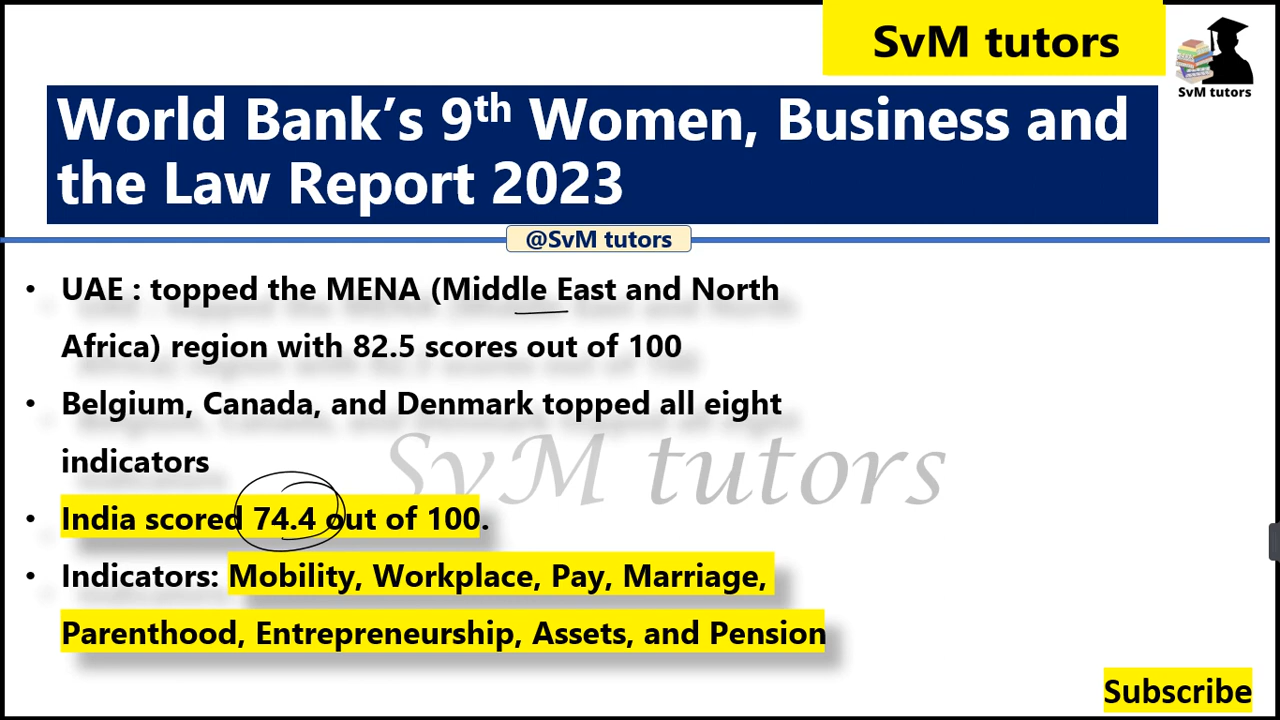 SvM tutors
SvM tutors
World Bank’s 9th Women, Business and
the Law Report 2023
@SvM tutors
• UAE : topped the MENA (Middle East and North
Africa) region with 82.5 scores out of 100
• Belgium, Canada, and Denmark topped all eight
indicators
SvM tutors
• India scored 74.4 out of 100.
• Indicators: Mobility, Workplace, Pay, Marriage,
Parenthood, Entrepreneurship, Assets, and Pension
Subscribe